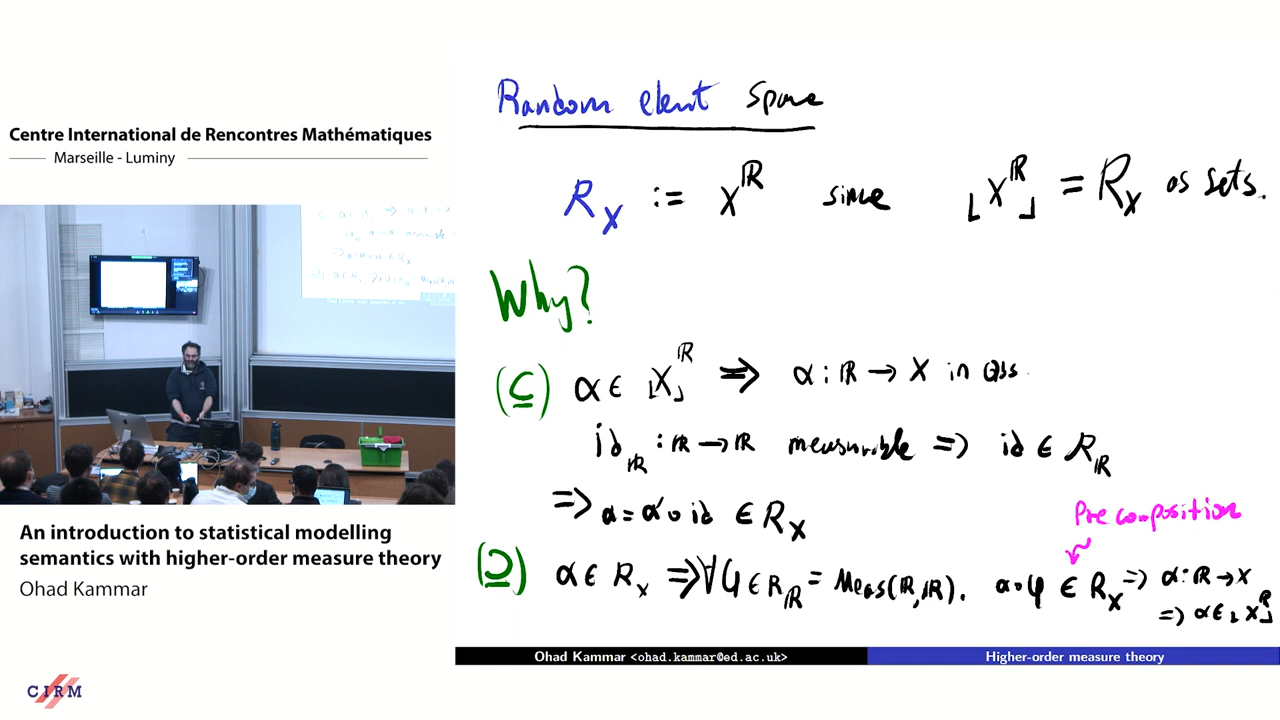 Centre International de Rencontres Mathématiques
Marseille - Luminy
An introduction to statistical modelling
semantics with higher-order measure theory
Ohad Kammar
CIRM
Random elent Space
R_X := X^ℝ since ⌊X^ℝ⌋ = R_X as sets.
Why?
(⊆) α ∈ ⌊X⌋^ℝ ⇒ α : ℝ → X in Qbs
id_ℝ : ℝ → ℝ measurable ⇒ id ∈ R_ℝ
⇒ α = α ∘ id ∈ R_X
Precomposition
(⊇) α ∈ R_X ⇒ ∀φ ∈ R_ℝ = Meas(ℝ,ℝ). α∘φ ∈ R_X ⇒ α : ℝ → X
⇒ α ∈ ⌊X^ℝ⌋
Ohad Kammar <ohad.kammar@ed.ac.uk>
Higher-order measure theory